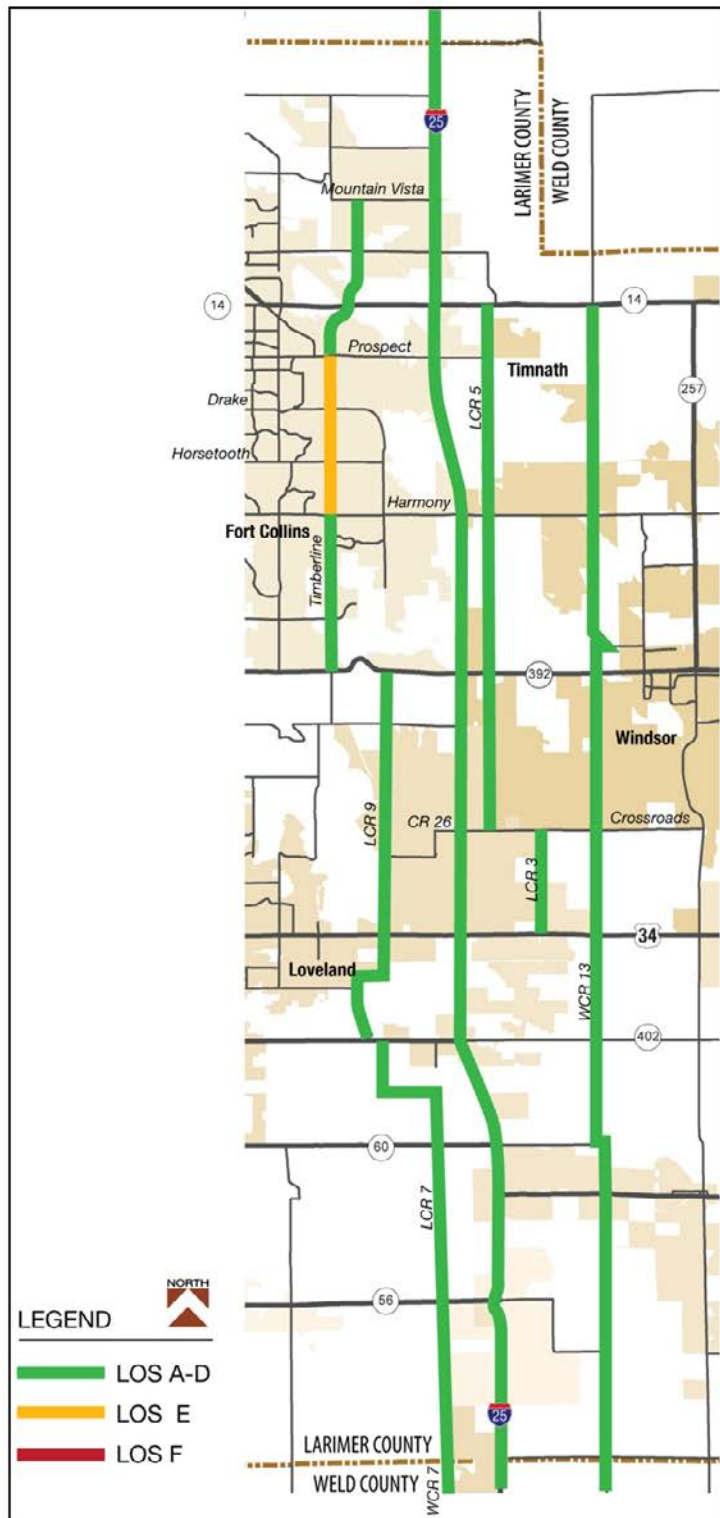 25
LARIMER COUNTY
WELD COUNTY
Mountain Vista
14
14
Prospect
Timnath
LCR 5
257
Drake
Horsetooth
Harmony
Fort Collins
Timberline
392
Windsor
LCR 9
CR 26
Crossroads
LCR 3
34
Loveland
WCR 13
402
60
LCR 7
NORTH
LEGEND
56
LOS A-D
LOS E
25
LOS F
LARIMER COUNTY
WELD COUNTY
WCR 7